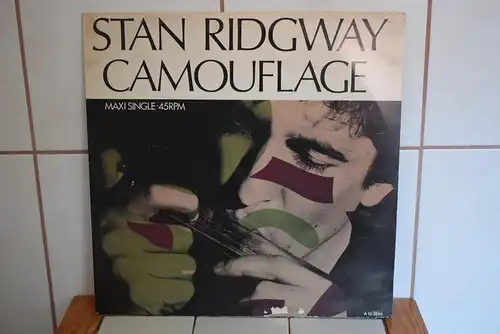 STAN RIDGWAY
CAMOUFLAGE
MAXI SINGLE·45RPM